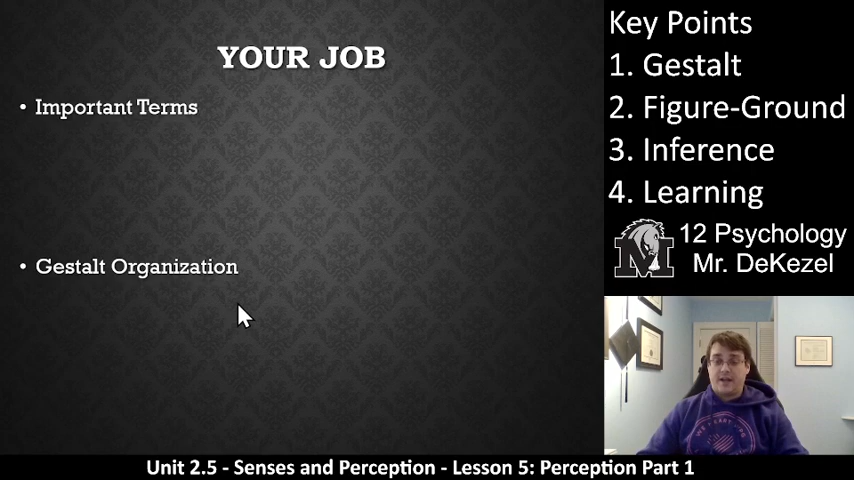 YOUR JOB
• Important Terms
• Gestalt Organization
Key Points
1. Gestalt
2. Figure-Ground
3. Inference
4. Learning
M
12 Psychology
Mr. DeKezel
Unit 2.5 - Senses and Perception - Lesson 5: Perception Part 1